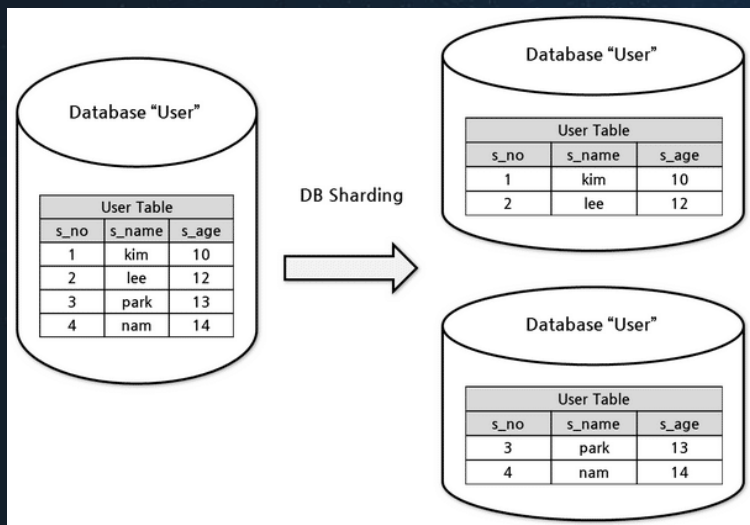 Database “User”
User Table
s_no s_name s_age
1 kim 10
2 lee 12
3 park 13
4 nam 14
DB Sharding
Database “User”
User Table
s_no s_name s_age
1 kim 10
2 lee 12
Database “User”
User Table
s_no s_name s_age
3 park 13
4 nam 14